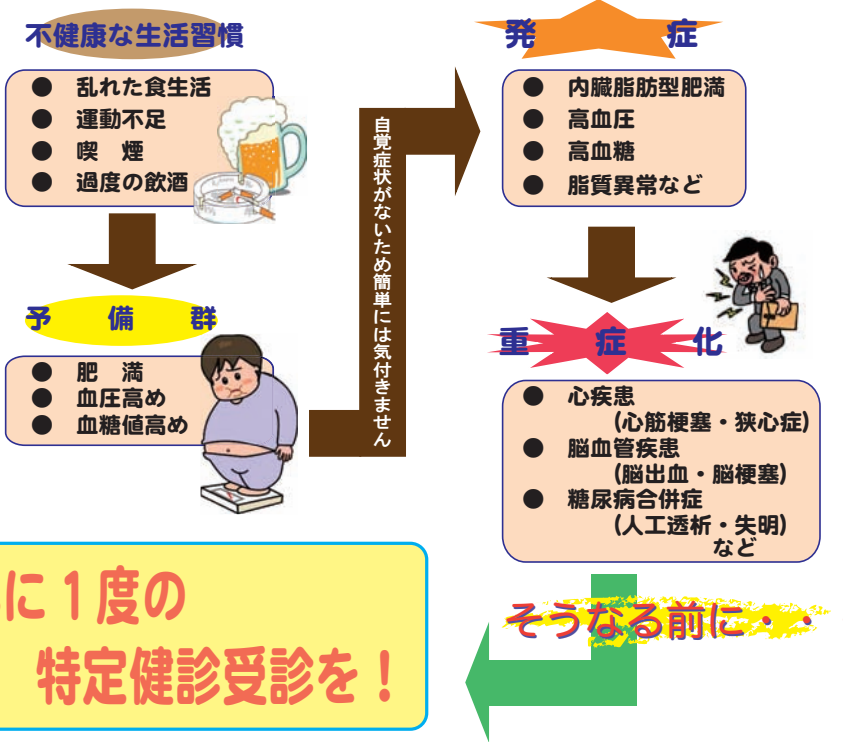 不健康な生活習慣
● 乱れた食生活
● 運動不足
● 喫　煙
● 過度の飲酒
予　備　群
● 肥　満
● 血圧高め
● 血糖値高め
自覚症状がないため簡単には気付きません
発　症
● 内臓脂肪型肥満
● 高血圧
● 高血糖
● 脂質異常など
重　症　化
● 心疾患
(心筋梗塞・狭心症)
● 脳血管疾患
(脳出血・脳梗塞)
● 糖尿病合併症
(人工透析・失明)
など
そうなる前に・・
に１度の
特定健診受診を！